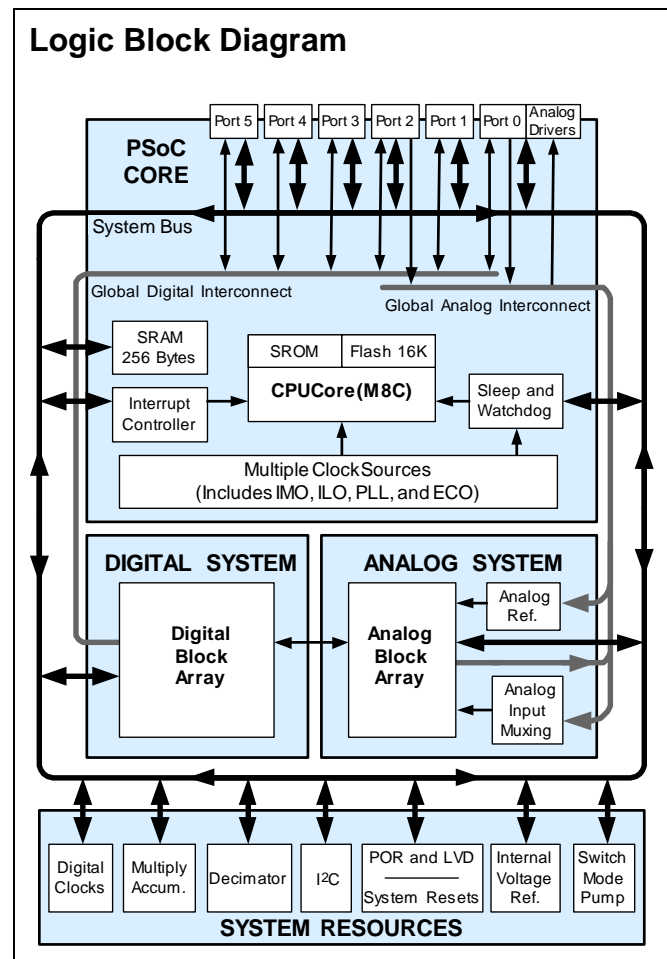 Logic Block Diagram
Port 5
Port 4
Port 3
Port 2
Port 1
Port 0
Analog
Drivers
PSoC
CORE
System Bus
Global Digital Interconnect
Global Analog Interconnect
SRAM
256 Bytes
Interrupt
Controller
SROM
Flash 16K
CPUCore(M8C)
Sleep and
Watchdog
Multiple Clock Sources
(Includes IMO, ILO, PLL, and ECO)
DIGITAL SYSTEM
Digital
Block
Array
ANALOG SYSTEM
Analog
Block
Array
Analog
Ref.
Analog
Input
Muxing
Digital
Clocks
Multiply
Accum.
Decimator
I2C
POR and LVD
System Resets
Internal
Voltage
Ref.
Switch
Mode
Pump
SYSTEM RESOURCES